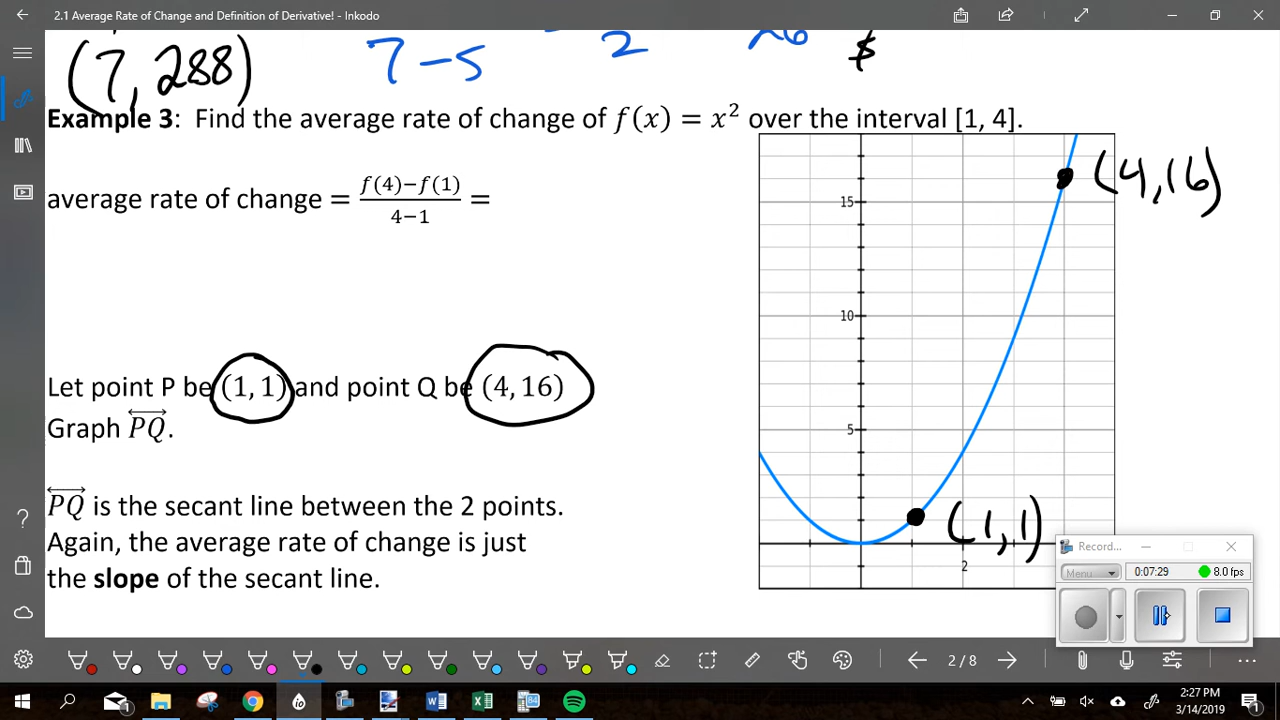 2.1 Average Rate of Change and Definition of Derivative! - Inkodo
(7, 288)
7 - 5
2
$
Example 3: Find the average rate of change of f(x) = x² over the interval [1, 4].
average rate of change = f(4)−f(1) / 4−1 =
(4,16)
15
10
5
2
(1,1)
Let point P be (1, 1) and point Q be (4, 16)
Graph PQ.
PQ is the secant line between the 2 points.
Again, the average rate of change is just
the slope of the secant line.
Record...
Menu
0:07:29
8.0 fps
2 / 8
2:27 PM
3/14/2019